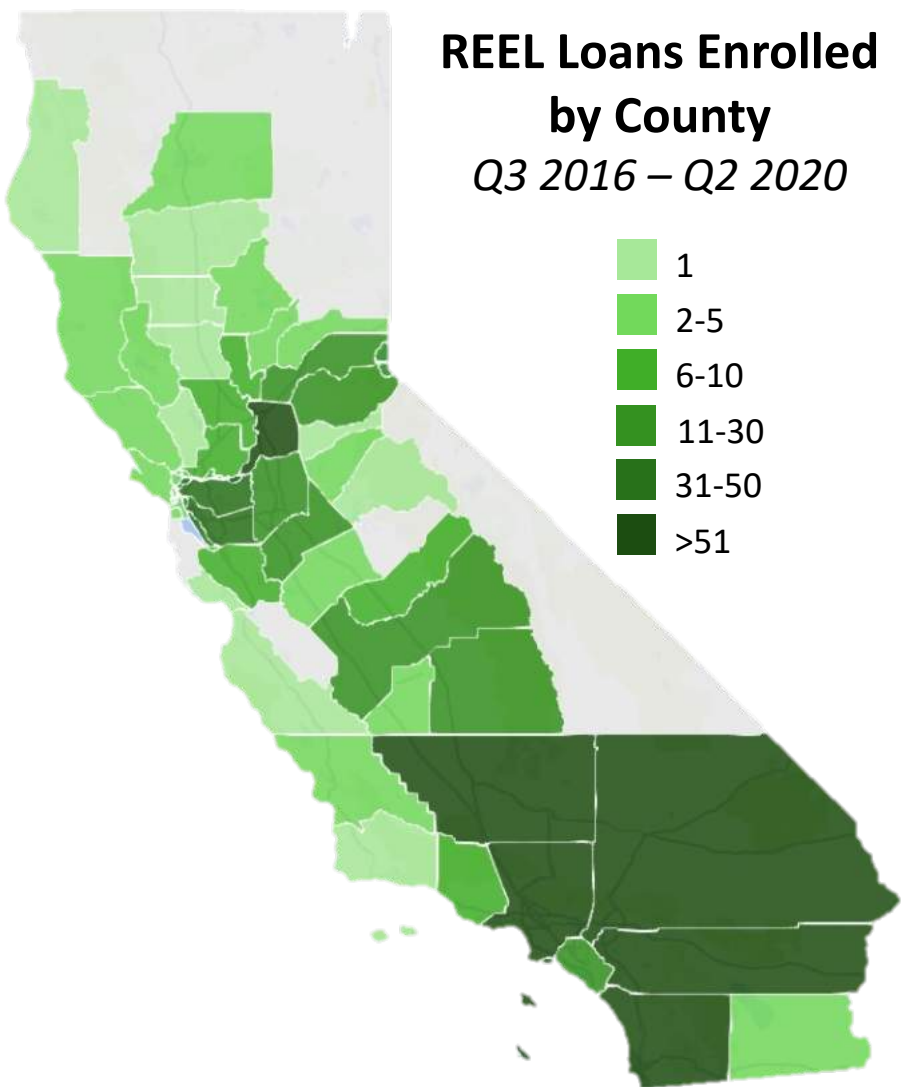 REEL Loans Enrolled
by County
Q3 2016 – Q2 2020
1
2-5
6-10
11-30
31-50
>51